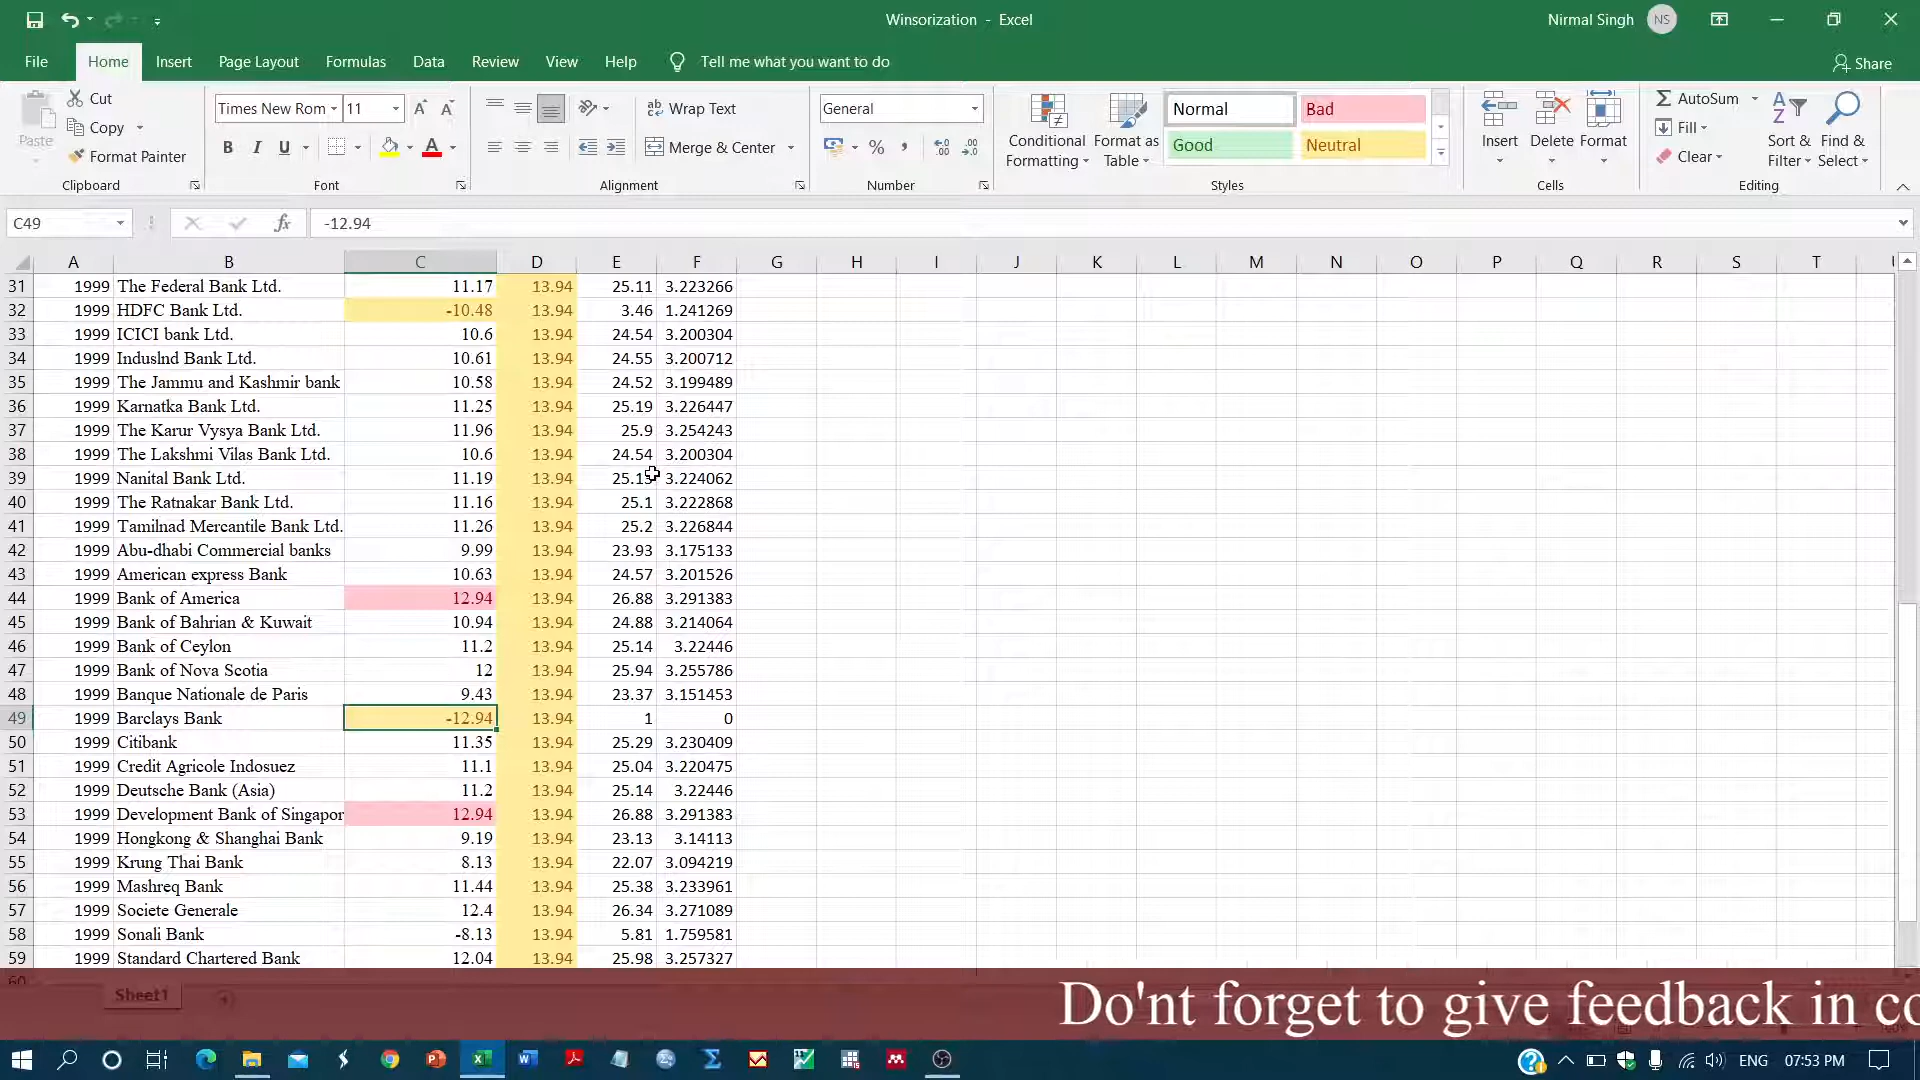 Winsorization - Excel
Nirmal Singh NS
File Home Insert Page Layout Formulas Data Review View Help Tell me what you want to do Share
Paste Cut Copy Format Painter Clipboard
Times New Rom 11 B I U A Font
Wrap Text Merge & Center Alignment
General % Number
Conditional Formatting Format as Table Normal Bad Good Neutral Styles
Insert Delete Format Cells
AutoSum Fill Clear Sort & Filter Find & Select Editing
C49 fx -12.94
A B C D E F G H I J K L M N O P Q R S T
31 1999 The Federal Bank Ltd. 11.17 13.94 25.11 3.223266
32 1999 HDFC Bank Ltd. -10.48 13.94 3.46 1.241269
33 1999 ICICI bank Ltd. 10.6 13.94 24.54 3.200304
34 1999 Induslnd Bank Ltd. 10.61 13.94 24.55 3.200712
35 1999 The Jammu and Kashmir bank 10.58 13.94 24.52 3.199489
36 1999 Karnatka Bank Ltd. 11.25 13.94 25.19 3.226447
37 1999 The Karur Vysya Bank Ltd. 11.96 13.94 25.9 3.254243
38 1999 The Lakshmi Vilas Bank Ltd. 10.6 13.94 24.54 3.200304
39 1999 Nanital Bank Ltd. 11.19 13.94 3.224062
40 1999 The Ratnakar Bank Ltd. 11.16 13.94 25.1 3.222868
41 1999 Tamilnad Mercantile Bank Ltd. 11.26 13.94 25.2 3.226844
42 1999 Abu-dhabi Commercial banks 9.99 13.94 23.93 3.175133
43 1999 American express Bank 10.63 13.94 24.57 3.201526
44 1999 Bank of America 12.94 13.94 26.88 3.291383
45 1999 Bank of Bahrian & Kuwait 10.94 13.94 24.88 3.214064
46 1999 Bank of Ceylon 11.2 13.94 25.14 3.22446
47 1999 Bank of Nova Scotia 12 13.94 25.94 3.255786
48 1999 Banque Nationale de Paris 9.43 13.94 23.37 3.151453
49 1999 Barclays Bank -12.94 13.94 1 0
50 1999 Citibank 11.35 13.94 25.29 3.230409
51 1999 Credit Agricole Indosuez 11.1 13.94 25.04 3.220475
52 1999 Deutsche Bank (Asia) 11.2 13.94 25.14 3.22446
53 1999 Development Bank of Singapor 12.94 13.94 26.88 3.291383
54 1999 Hongkong & Shanghai Bank 9.19 13.94 23.13 3.14113
55 1999 Krung Thai Bank 8.13 13.94 22.07 3.094219
56 1999 Mashreq Bank 11.44 13.94 25.38 3.233961
57 1999 Societe Generale 12.4 13.94 26.34 3.271089
58 1999 Sonali Bank -8.13 13.94 5.81 1.759581
59 1999 Standard Chartered Bank 12.04 13.94 25.98 3.257327
Sheet1
Do'nt forget to give feedback in co
ENG 07:53 PM